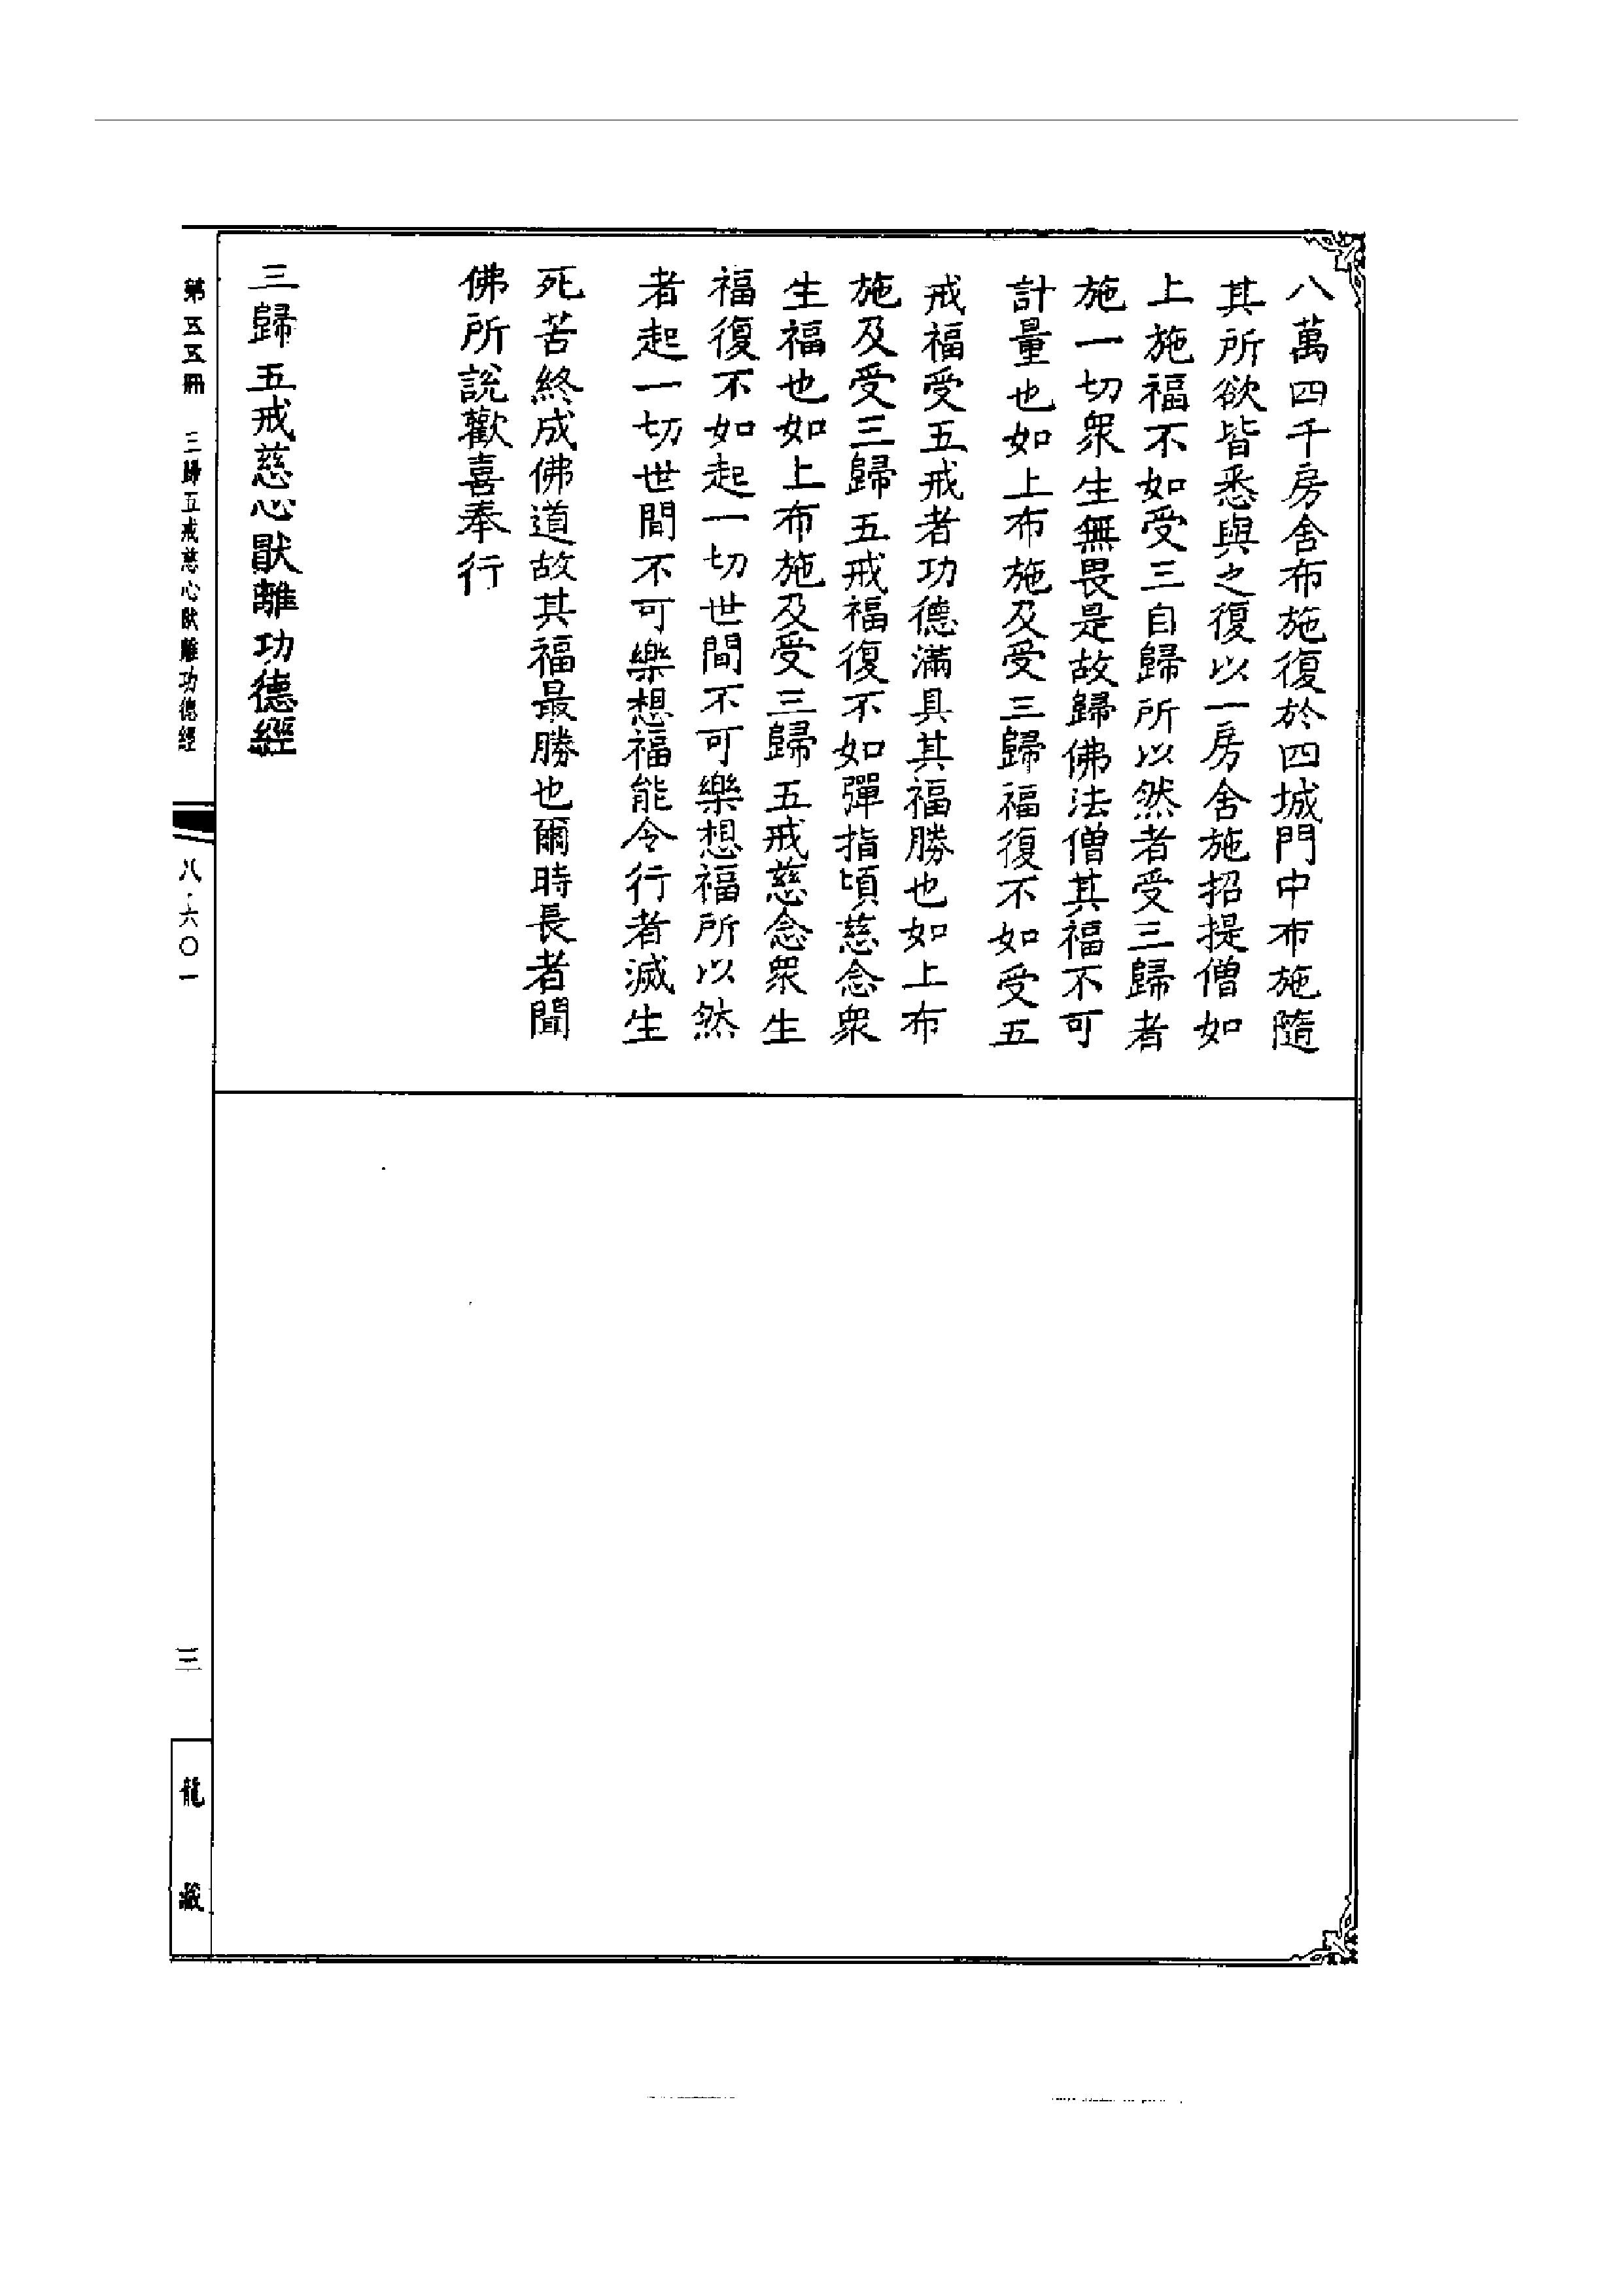 八萬四千房舍布施復於四城門中布施隨
其所欲皆悉與之復以一房舍施招提僧如
上施福不如受三自歸所以然者受三歸者
施一切眾生無畏是故歸佛法僧其福不可
計量也如上布施及受三歸福復不如受五
戒福受五戒者功德滿具其福勝也如上布
施及受三歸五戒福復不如彈指頃慈念眾
生福也如上布施及受三歸五戒慈念眾生
福復不如起一切世間不可樂想福所以然
者起一切世間不可樂想福能令行者滅生
死苦終成佛道故其福最勝也爾時長者聞
佛所說歡喜奉行
三歸五戒慈心猒離功德經
第五五冊 三歸五戒慈心猒離功德經 八·六〇一 三
龍藏